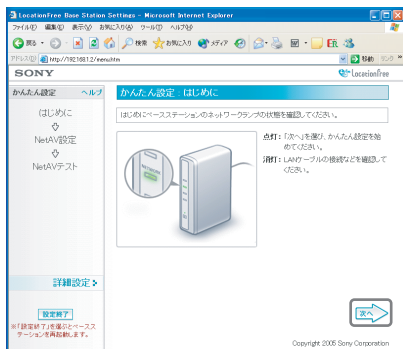 LocationFree Base Station Settings - Microsoft Internet Explorer
ファイル(F) 編集(E) 表示(V) お気に入り(A) ツール(T) ヘルプ(H)
戻る 検索 お気に入り メディア
アドレス(D) http://192.168.1.2/menu.htm 移動 リンク
SONY LocationFree
かんたん設定 ヘルプ
はじめに
NetAV設定
NetAVテスト
詳細設定
設定終了
※「設定終了」を選ぶとベースス
テーションを再起動します。
かんたん設定：はじめに
はじめにベースステーションのネットワークランプの状態を確認してください。
NETWORK
点灯：「次へ」を選び、かんたん設定を始
めてください。
消灯：LANケーブルの接続などを確認して
ください。
次へ
Copyright 2005 Sony Corporation